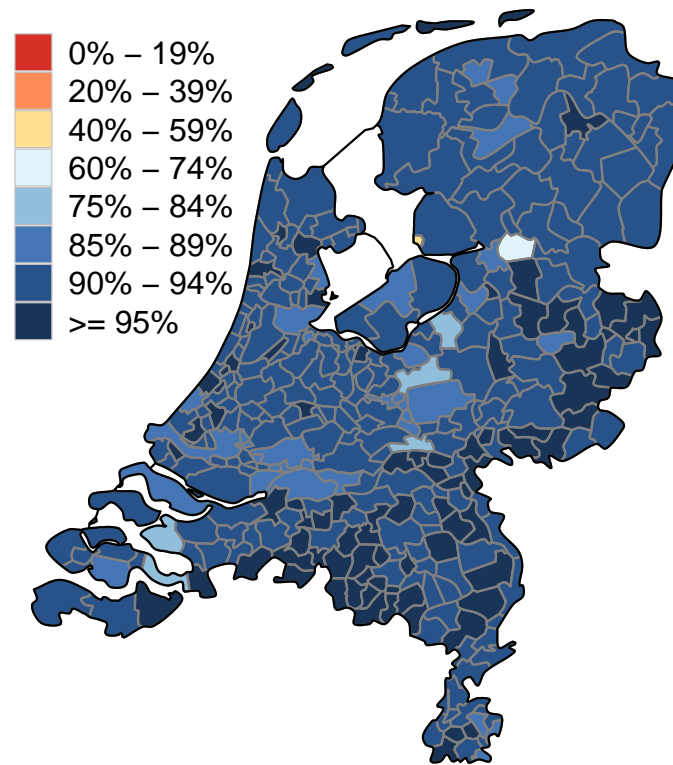 0% – 19%
20% – 39%
40% – 59%
60% – 74%
75% – 84%
85% – 89%
90% – 94%
>= 95%